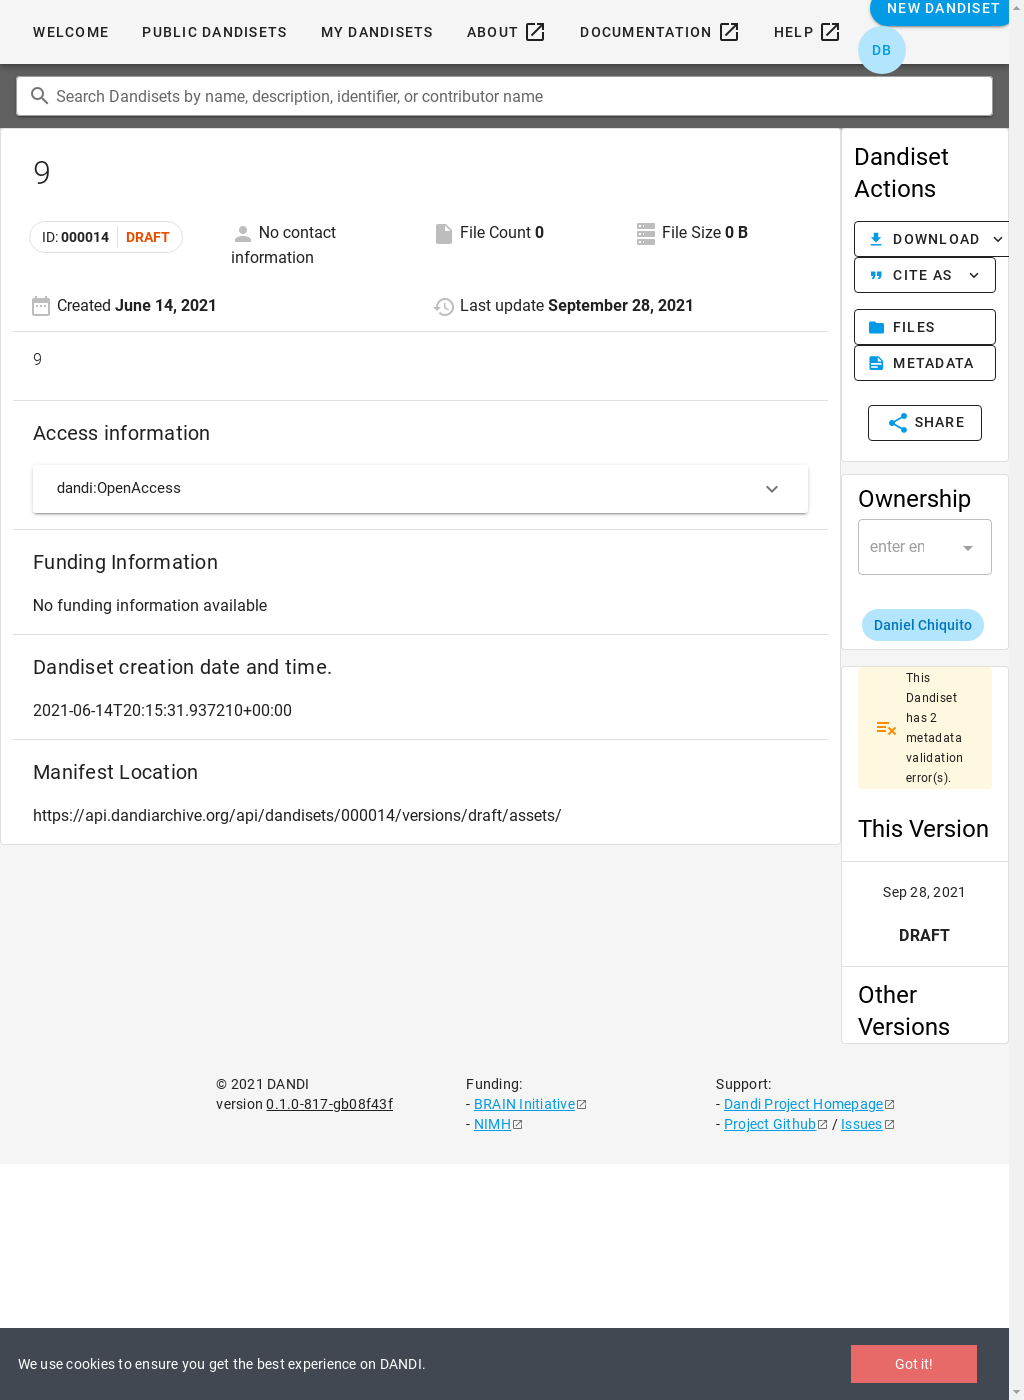 WELCOME PUBLIC DANDISETS MY DANDISETS ABOUT DOCUMENTATION HELP NEW DANDISET
DB
Search Dandisets by name, description, identifier, or contributor name
9
ID: 000014 DRAFT
No contact information
File Count 0
File Size 0 B
Created June 14, 2021
Last update September 28, 2021
9
Access information
dandi:OpenAccess
Funding Information
No funding information available
Dandiset creation date and time.
2021-06-14T20:15:31.937210+00:00
Manifest Location
https://api.dandiarchive.org/api/dandisets/000014/versions/draft/assets/
Dandiset
Actions
DOWNLOAD
CITE AS
FILES
METADATA
SHARE
Ownership
enter en
Daniel Chiquito
This
Dandiset
has 2
metadata
validation
error(s).
This Version
Sep 28, 2021
DRAFT
Other
Versions
© 2021 DANDI
version 0.1.0-817-gb08f43f
Funding:
- BRAIN Initiative
- NIMH
Support:
- Dandi Project Homepage
- Project Github / Issues
We use cookies to ensure you get the best experience on DANDI.
Got it!